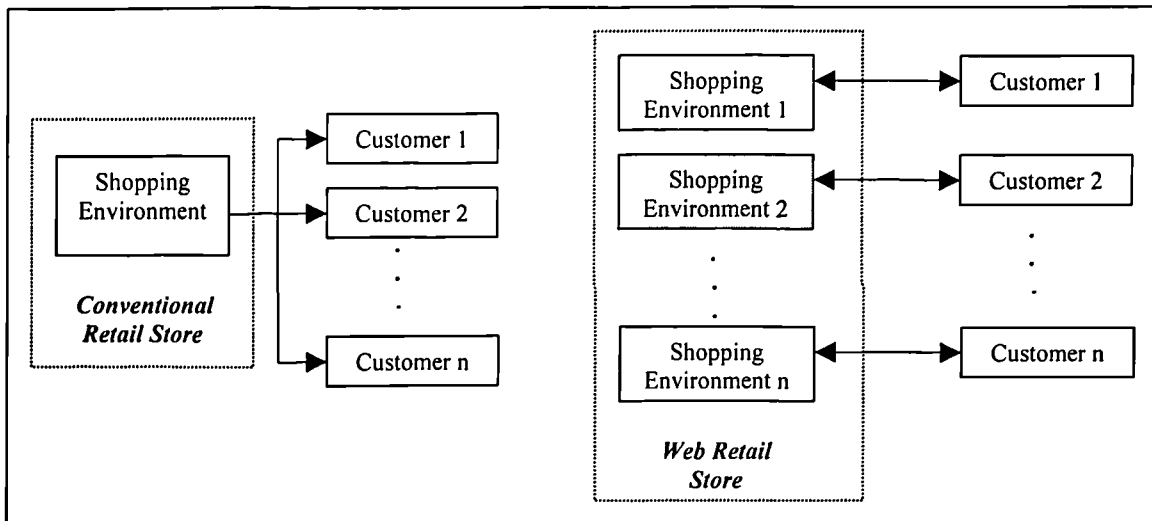 Shopping
Environment
Conventional
Retail Store
Customer 1
Customer 2
Customer n
Shopping
Environment 1
Shopping
Environment 2
Shopping
Environment n
Web Retail
Store
Customer 1
Customer 2
Customer n